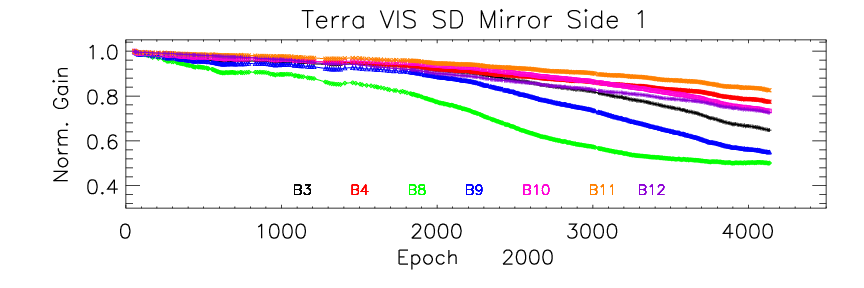 Terra VIS SD Mirror Side 1
1.0
0.8
0.6
0.4
Norm. Gain
B3 B4 B8 B9 B10 B11 B12
0 1000 2000 3000 4000
Epoch 2000